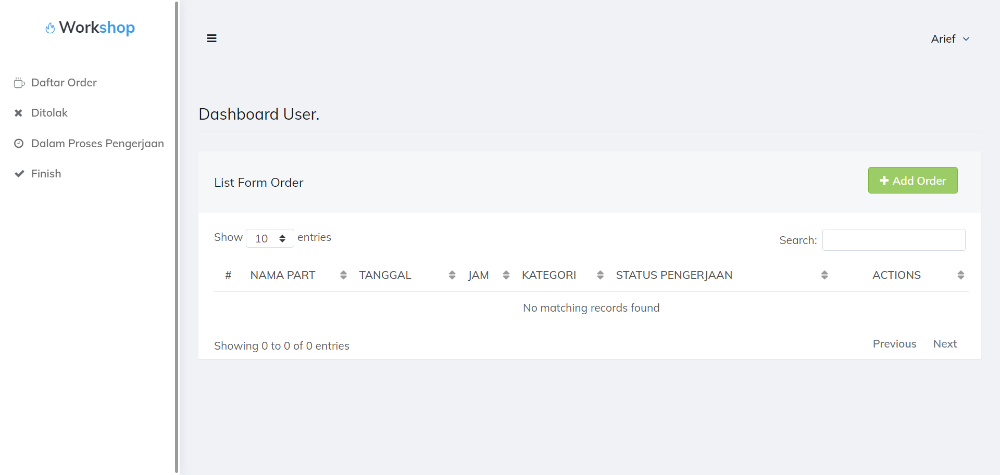 Workshop
Arief
Daftar Order
Ditolak
Dalam Proses Pengerjaan
Finish
Dashboard User.
List Form Order
Add Order
Show 10 entries
Search:
# NAMA PART TANGGAL JAM KATEGORI STATUS PENGERJAAN ACTIONS
No matching records found
Showing 0 to 0 of 0 entries
Previous Next